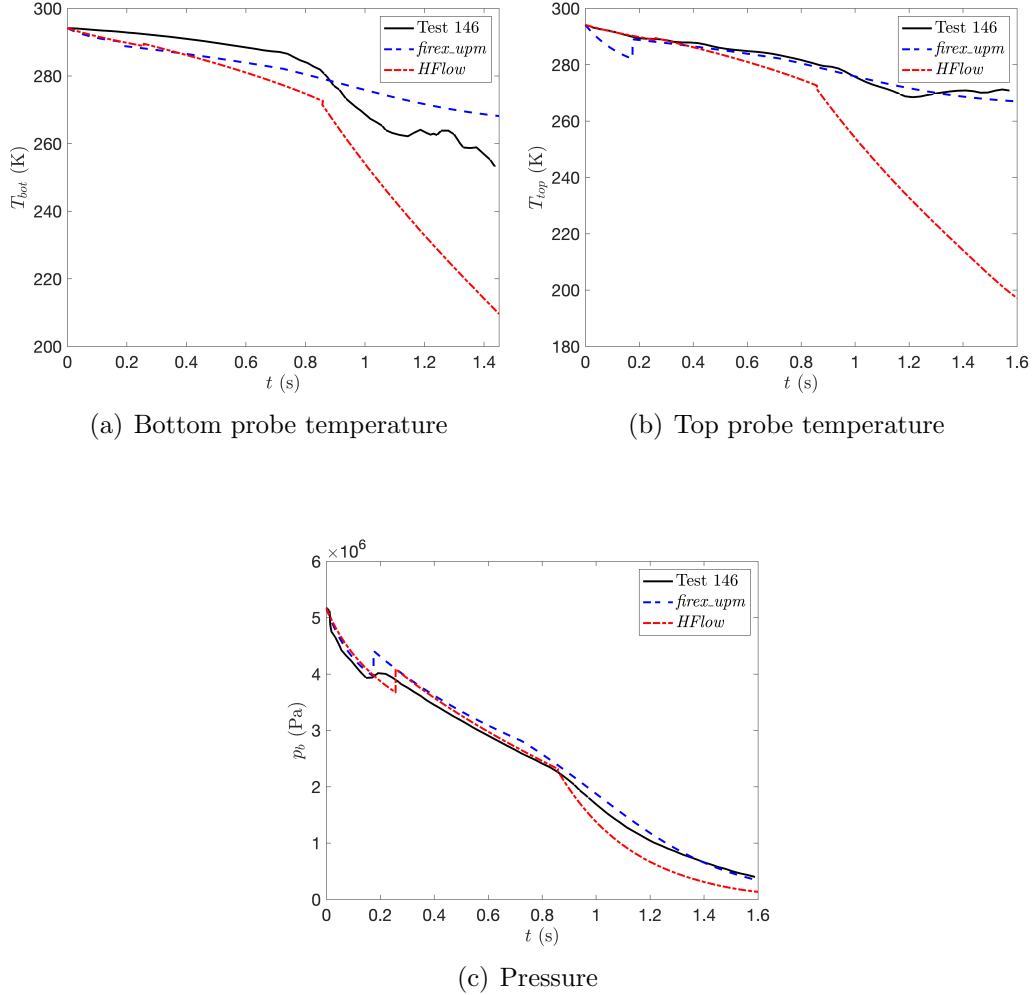 300
280
260
240
220
200
T_bot (K)
0 0.2 0.4 0.6 0.8 1 1.2 1.4
t (s)
Test 146
firex_upm
HFlow
(a) Bottom probe temperature
300
280
260
240
220
200
180
T_top (K)
0 0.2 0.4 0.6 0.8 1 1.2 1.4 1.6
t (s)
Test 146
firex_upm
HFlow
(b) Top probe temperature
×10⁶
6
5
4
3
2
1
0
p_b (Pa)
0 0.2 0.4 0.6 0.8 1 1.2 1.4 1.6
t (s)
Test 146
firex_upm
HFlow
(c) Pressure